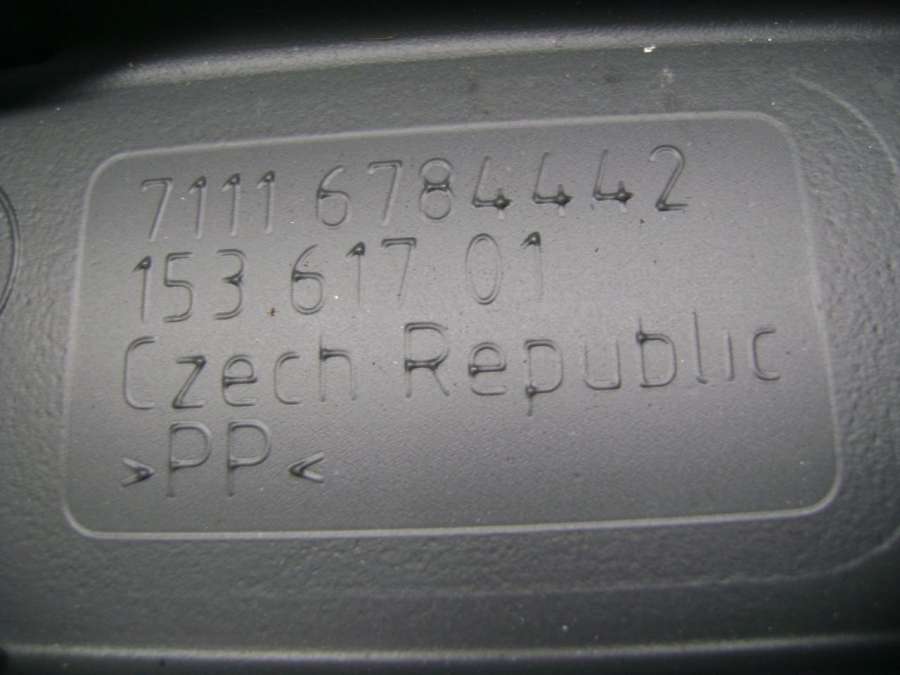 7111 6784442
153.617 01
Czech Republic
>PP<